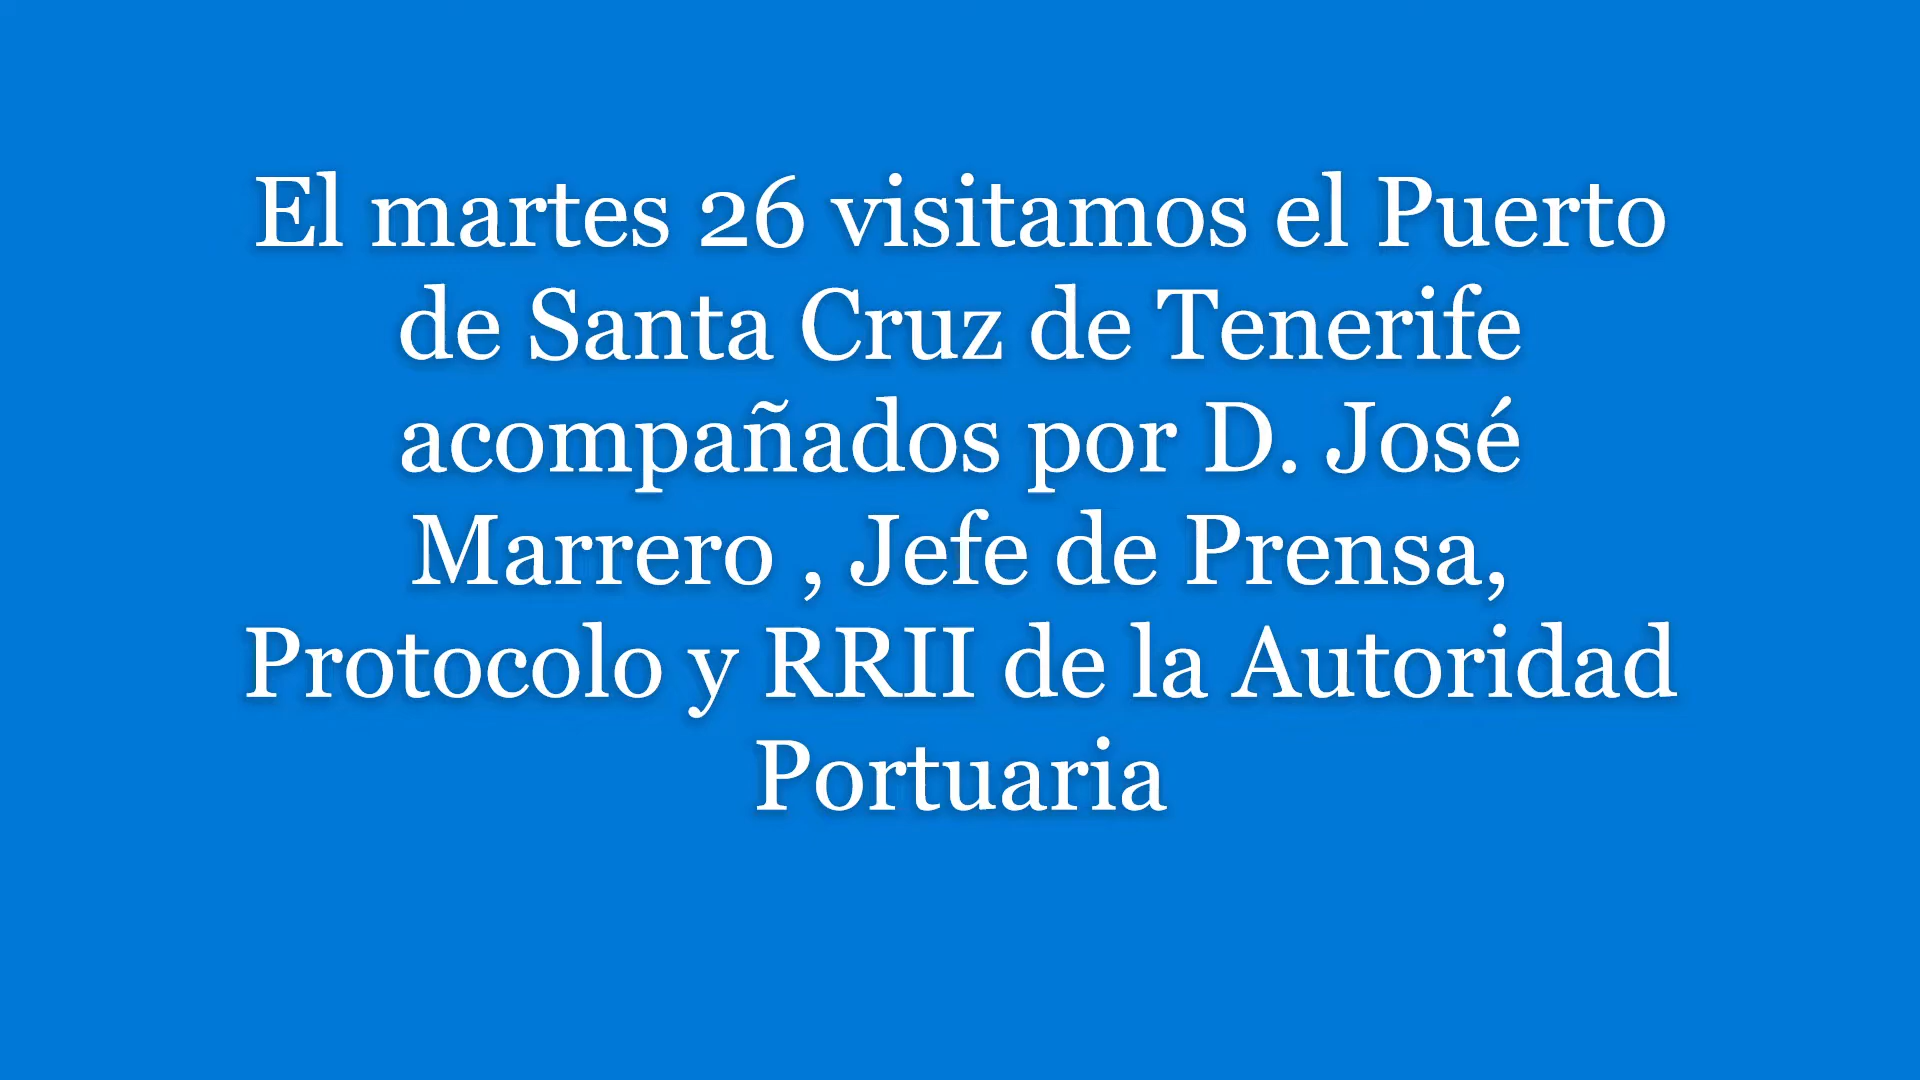 El martes 26 visitamos el Puerto
de Santa Cruz de Tenerife
acompañados por D. José
Marrero , Jefe de Prensa,
Protocolo y RRII de la Autoridad
Portuaria